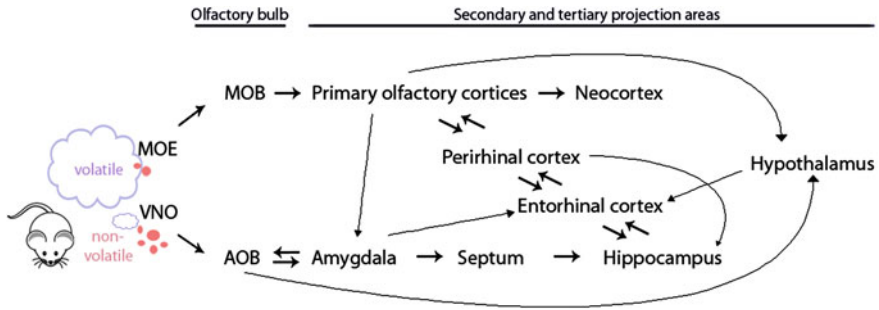 Olfactory bulb
Secondary and tertiary projection areas
MOB
Primary olfactory cortices
Neocortex
MOE
volatile
Perirhinal cortex
Hypothalamus
VNO
Entorhinal cortex
non-
volatile
AOB
Amygdala
Septum
Hippocampus